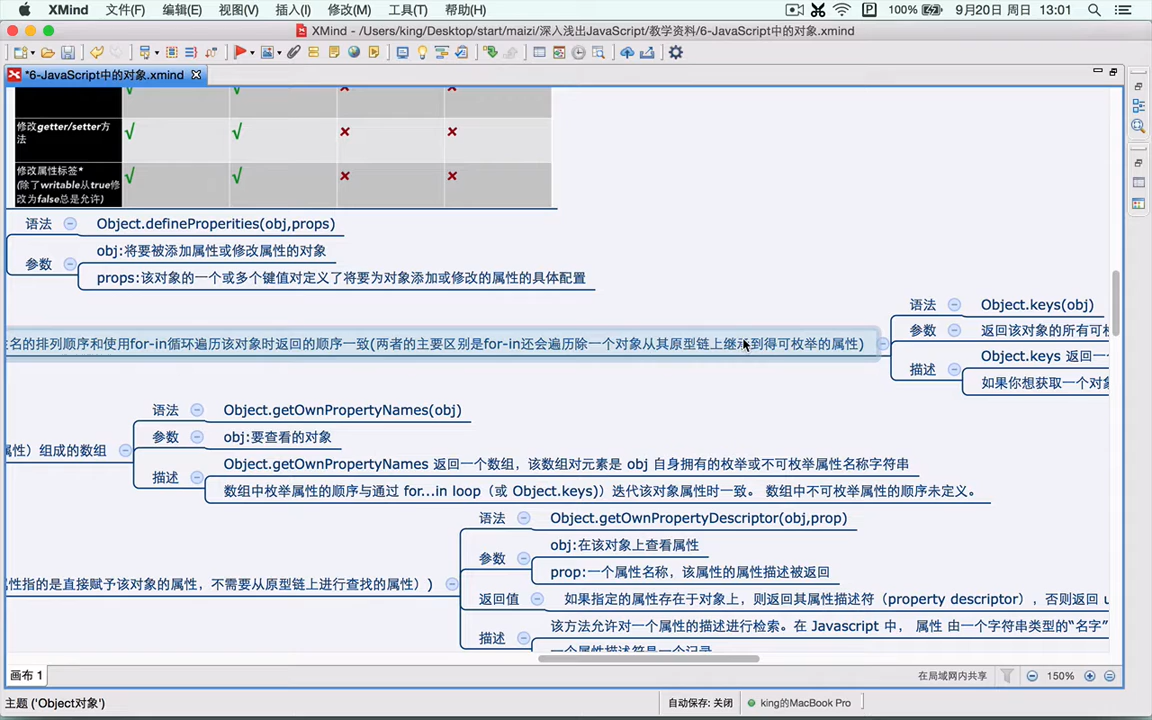 XMind 文件(F) 编辑(E) 视图(V) 插入(I) 修改(M) 工具(T) 帮助(H) 100% 9月20日 周日 13:01
XMind - /Users/king/Desktop/start/maizi/深入浅出JavaScript/教学资料/6-JavaScript中的对象.xmind
*6-JavaScript中的对象.xmind
修改getter/setter方
法
修改属性标签*
(除了writable从true修
改为false总是允许)
语法 Object.defineProperities(obj,props)
参数
obj:将要被添加属性或修改属性的对象
props:该对象的一个或多个键值对定义了将要为对象添加或修改的属性的具体配置
名的排列顺序和使用for-in循环遍历该对象时返回的顺序一致(两者的主要区别是for-in还会遍历除一个对象从其原型链上继承到得可枚举的属性)
语法 Object.keys(obj)
参数 返回该对象的所有可枚
描述
Object.keys 返回一个
如果你想获取一个对象
属性）组成的数组
语法 Object.getOwnPropertyNames(obj)
参数 obj:要查看的对象
描述
Object.getOwnPropertyNames 返回一个数组，该数组对元素是 obj 自身拥有的枚举或不可枚举属性名称字符串
数组中枚举属性的顺序与通过 for...in loop（或 Object.keys)）迭代该对象属性时一致。 数组中不可枚举属性的顺序未定义。
性指的是直接赋予该对象的属性，不需要从原型链上进行查找的属性）)
语法 Object.getOwnPropertyDescriptor(obj,prop)
参数
obj:在该对象上查看属性
prop:一个属性名称，该属性的属性描述被返回
返回值 如果指定的属性存在于对象上，则返回其属性描述符（property descriptor），否则返回 u
描述
该方法允许对一个属性的描述进行检索。在 Javascript 中， 属性 由一个字符串类型的“名字”
一个属性描述符是一个记录
画布 1
在局域网内共享 150%
主题 ('Object对象') 自动保存: 关闭 king的MacBook Pro